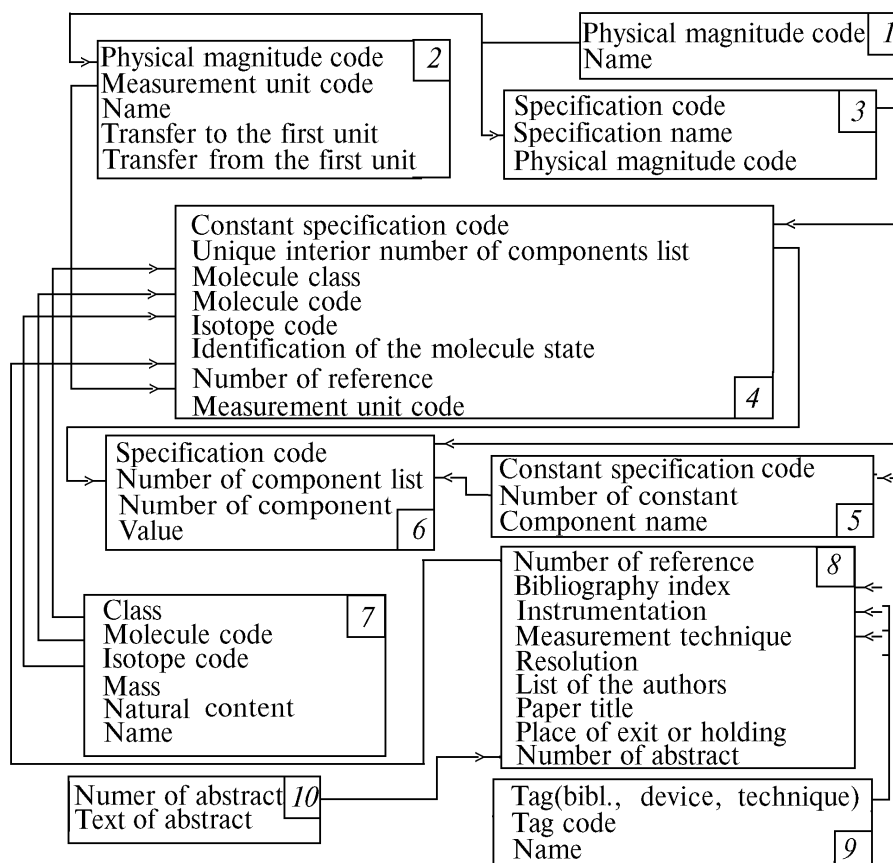 Physical magnitude code
Name
1
Physical magnitude code
Measurement unit code
Name
Transfer to the first unit
Transfer from the first unit
2
Specification code
Specification name
Physical magnitude code
3
Constant specification code
Unique interior number of components list
Molecule class
Molecule code
Isotope code
Identification of the molecule state
Number of reference
Measurement unit code
4
Specification code
Number of component list
Number of component
Value
6
Constant specification code
Number of constant
Component name
5
Number of reference
Bibliography index
Instrumentation
Measurement technique
Resolution
List of the authors
Paper title
Place of exit or holding
Number of abstract
8
Class
Molecule code
Isotope code
Mass
Natural content
Name
7
Numer of abstract
Text of abstract
10
Tag(bibl., device, technique)
Tag code
Name
9